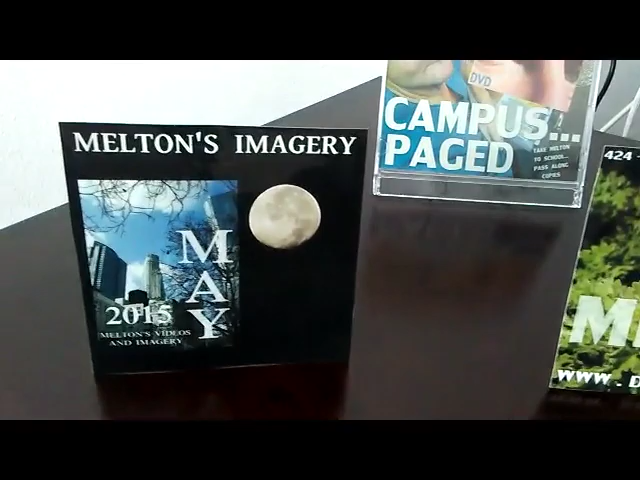 MELTON'S IMAGERY
MAY
2015
MELTON'S VIDEOS
AND IMAGERY
DVD
CAMPUS...
PAGED
TAKE MELTON
TO SCHOOL...
PASS ALONG
COPIES
424
M
WWW.D